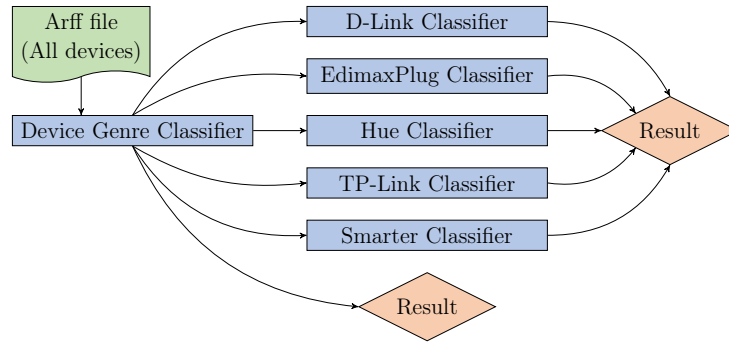 Arff file
(All devices)
Device Genre Classifier
D-Link Classifier
EdimaxPlug Classifier
Hue Classifier
TP-Link Classifier
Smarter Classifier
Result
Result